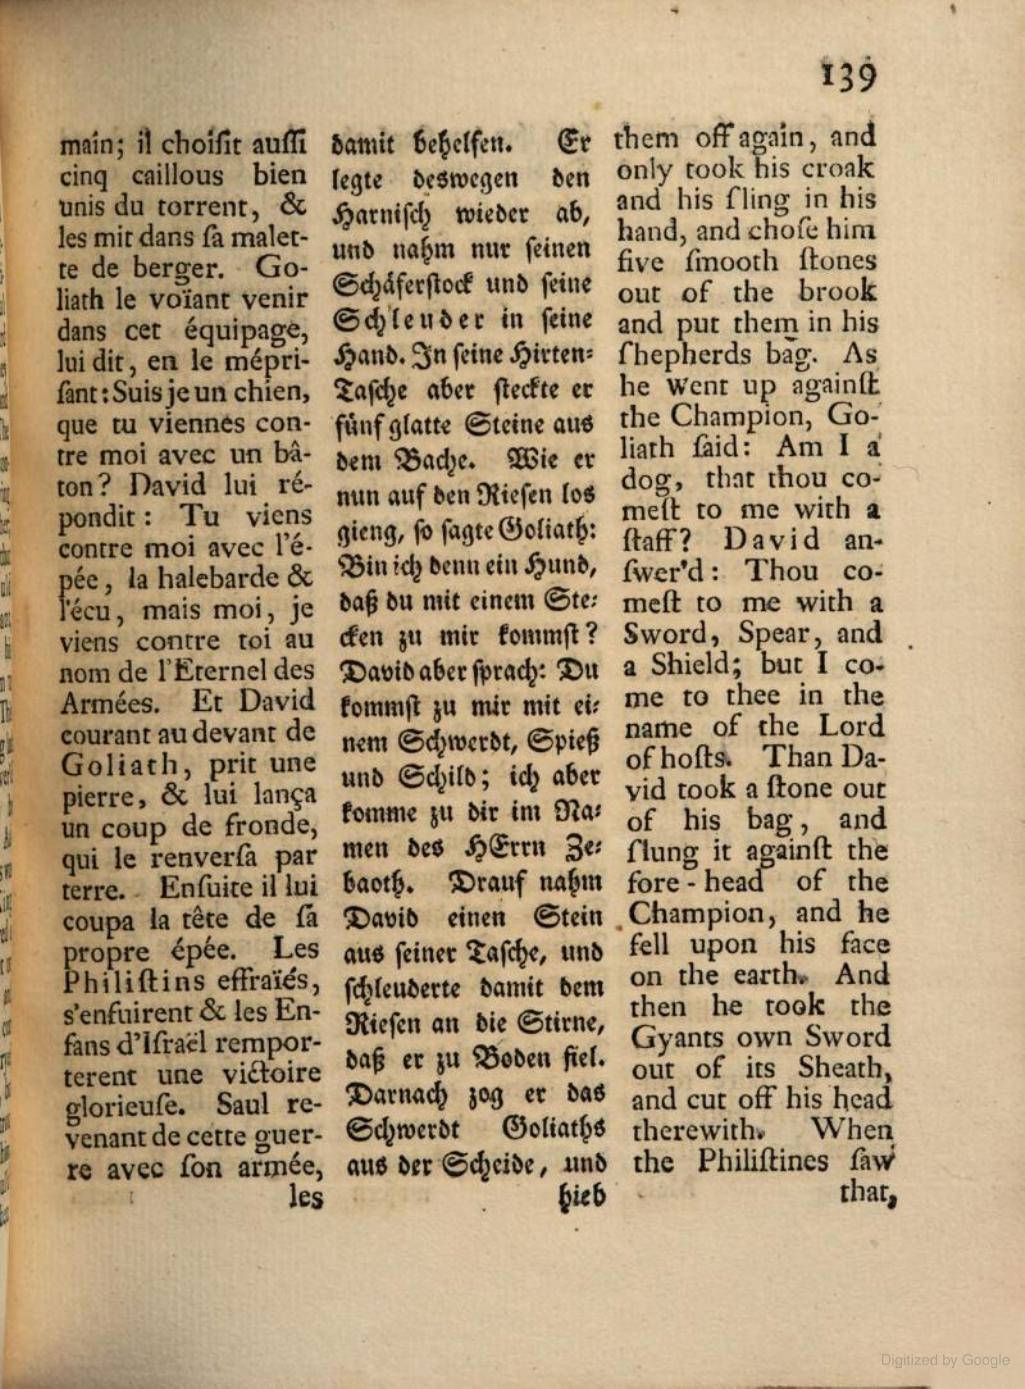 139
main; il choiſit auſſi
cinq caillous bien
unis du torrent, &
les mit dans ſa malet-
te de berger. Go-
liath le voïant venir
dans cet équipage,
lui dit, en le mépri-
ſant: Suis je un chien,
que tu viennes con-
tre moi avec un bâ-
ton? David lui ré-
pondit: Tu viens
contre moi avec l'é-
pée, la halebarde &
l'écu, mais moi, je
viens contre toi au
nom de l'Eternel des
Armées. Et David
courant au devant de
Goliath, prit une
pierre, & lui lança
un coup de fronde,
qui le renverſa par
terre. Enſuite il lui
coupa la tête de ſa
propre épée. Les
Philiſtins effraïés,
s'enfuirent & les En-
fans d'Iſraël rempor-
terent une victoire
glorieuſe. Saul re-
venant de cette guer-
re avec ſon armée,
les
damit behelfen. Er
legte deswegen den
Harniſch wieder ab,
und nahm nur ſeinen
Schäferſtock und ſeine
Schleuder in ſeine
Hand. In ſeine Hirten-
Taſche aber ſteckte er
fünf glatte Steine aus
dem Bache. Wie er
nun auf den Rieſen los
gieng, ſo ſagte Goliath:
Bin ich denn ein Hund,
daß du mit einem Ste-
cken zu mir kommſt?
David aber ſprach: Du
kommſt zu mir mit ei-
nem Schwerdt, Spieß
und Schild; ich aber
komme zu dir im Na-
men des HErrn Ze-
baoth. Drauf nahm
David einen Stein
aus ſeiner Taſche, und
ſchleuderte damit dem
Rieſen an die Stirne,
daß er zu Boden fiel.
Darnach zog er das
Schwerdt Goliaths
aus der Scheide, und
hieb
them off again, and
only took his croak
and his ſling in his
hand, and choſe him
five ſmooth ſtones
out of the brook
and put them in his
ſhepherds bag. As
he went up againſt
the Champion, Go-
liath ſaid: Am I a
dog, that thou co-
meſt to me with a
ſtaff? David an-
ſwer'd: Thou co-
meſt to me with a
Sword, Spear, and
a Shield; but I co-
me to thee in the
name of the Lord
of hoſts. Than Da-
vid took a ſtone out
of his bag, and
ſlung it againſt the
fore-head of the
Champion, and he
fell upon his face
on the earth. And
then he took the
Gyants own Sword
out of its Sheath,
and cut off his head
therewith. When
the Philiſtines ſaw
that,
Digitized by Google